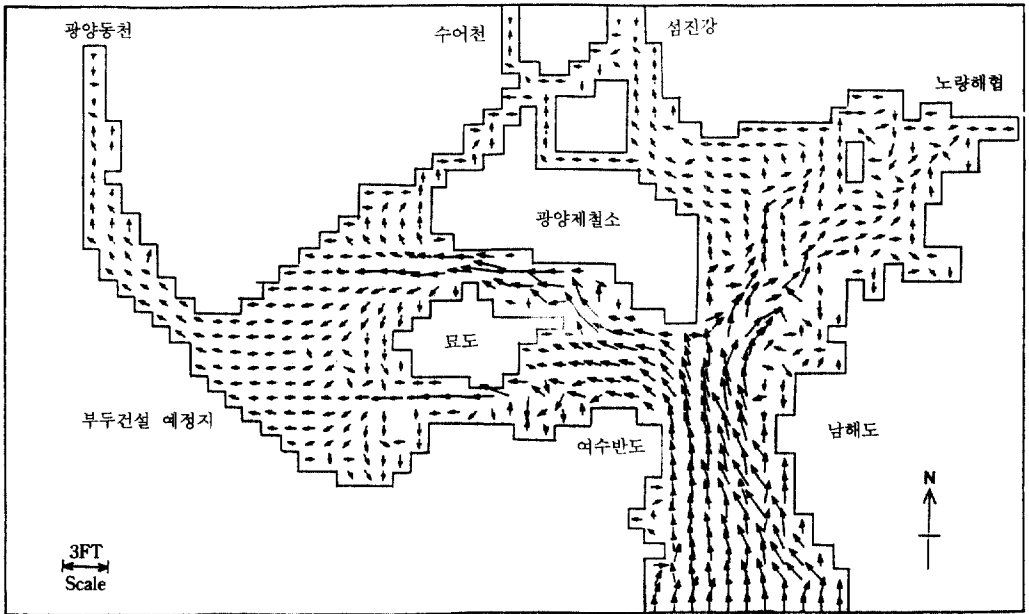 광양동천
수어천
섬진강
노량해협
광양제철소
묘도
부두건설 예정지
여수반도
남해도
N
3FT
Scale